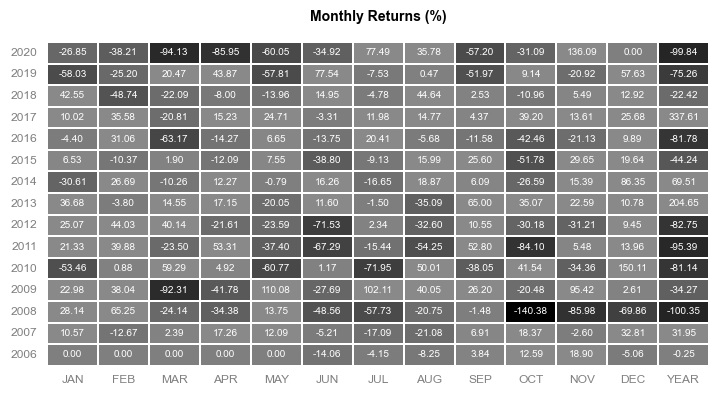 Monthly Returns (%)
2020 -26.85 -38.21 -94.13 -85.95 -60.05 -34.92 77.49 35.78 -57.20 -31.09 136.09 0.00 -99.84
2019 -58.03 -25.20 20.47 43.87 -57.81 77.54 -7.53 0.47 -51.97 9.14 -20.92 57.63 -75.26
2018 42.55 -48.74 -22.09 -8.00 -13.96 14.95 -4.78 44.64 2.53 -10.96 5.49 12.92 -22.42
2017 10.02 35.58 -20.81 15.23 24.71 -3.31 11.98 14.77 4.37 39.20 13.61 25.68 337.61
2016 -4.40 31.06 -63.17 -14.27 6.65 -13.75 20.41 -5.68 -11.58 -42.46 -21.13 9.89 -81.78
2015 6.53 -10.37 1.90 -12.09 7.55 -38.80 -9.13 15.99 25.60 -51.78 29.65 19.64 -44.24
2014 -30.61 26.69 -10.26 12.27 -0.79 16.26 -16.65 18.87 6.09 -26.59 15.39 86.35 69.51
2013 36.68 -3.80 14.55 17.15 -20.05 11.60 -1.50 -35.09 65.00 35.07 22.59 10.78 204.65
2012 25.07 44.03 40.14 -21.61 -23.59 -71.53 2.34 -32.60 10.55 -30.18 -31.21 9.45 -82.75
2011 21.33 39.88 -23.50 53.31 -37.40 -67.29 -15.44 -54.25 52.80 -84.10 5.48 13.96 -95.39
2010 -53.46 0.88 59.29 4.92 -60.77 1.17 -71.95 50.01 -38.05 41.54 -34.36 150.11 -81.14
2009 22.98 38.04 -92.31 -41.78 110.08 -27.69 102.11 40.05 26.20 -20.48 95.42 2.61 -34.27
2008 28.14 65.25 -24.14 -34.38 13.75 -48.56 -57.73 -20.75 -1.48 -140.38 -85.98 -69.86 -100.35
2007 10.57 -12.67 2.39 17.26 12.09 -5.21 -17.09 -21.08 6.91 18.37 -2.60 32.81 31.95
2006 0.00 0.00 0.00 0.00 0.00 -14.06 -4.15 -8.25 3.84 12.59 18.90 -5.06 -0.25
JAN FEB MAR APR MAY JUN JUL AUG SEP OCT NOV DEC YEAR